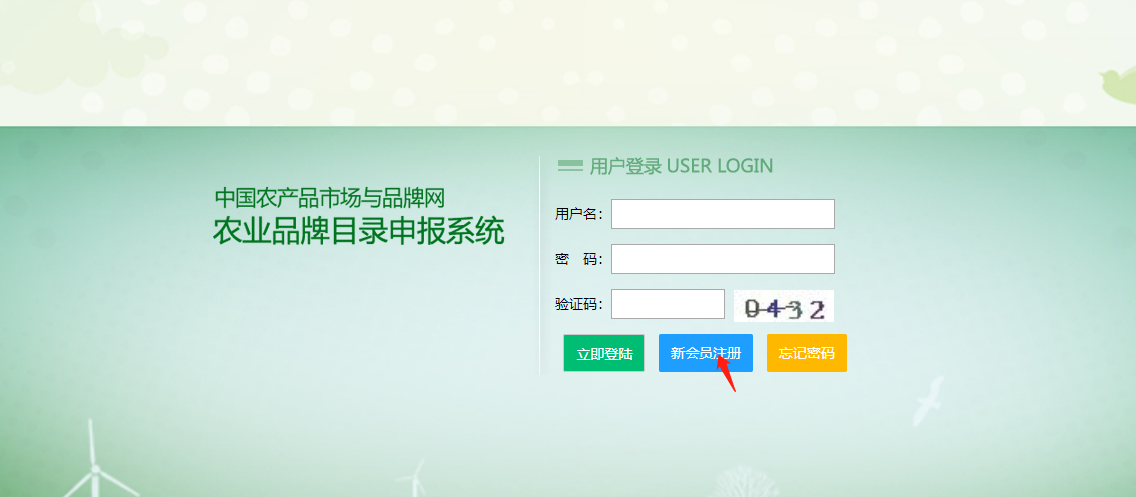 中国农产品市场与品牌网
农业品牌目录申报系统
用户登录 USER LOGIN
用户名：
密 码：
验证码：
0432
立即登陆
新会员注册
忘记密码